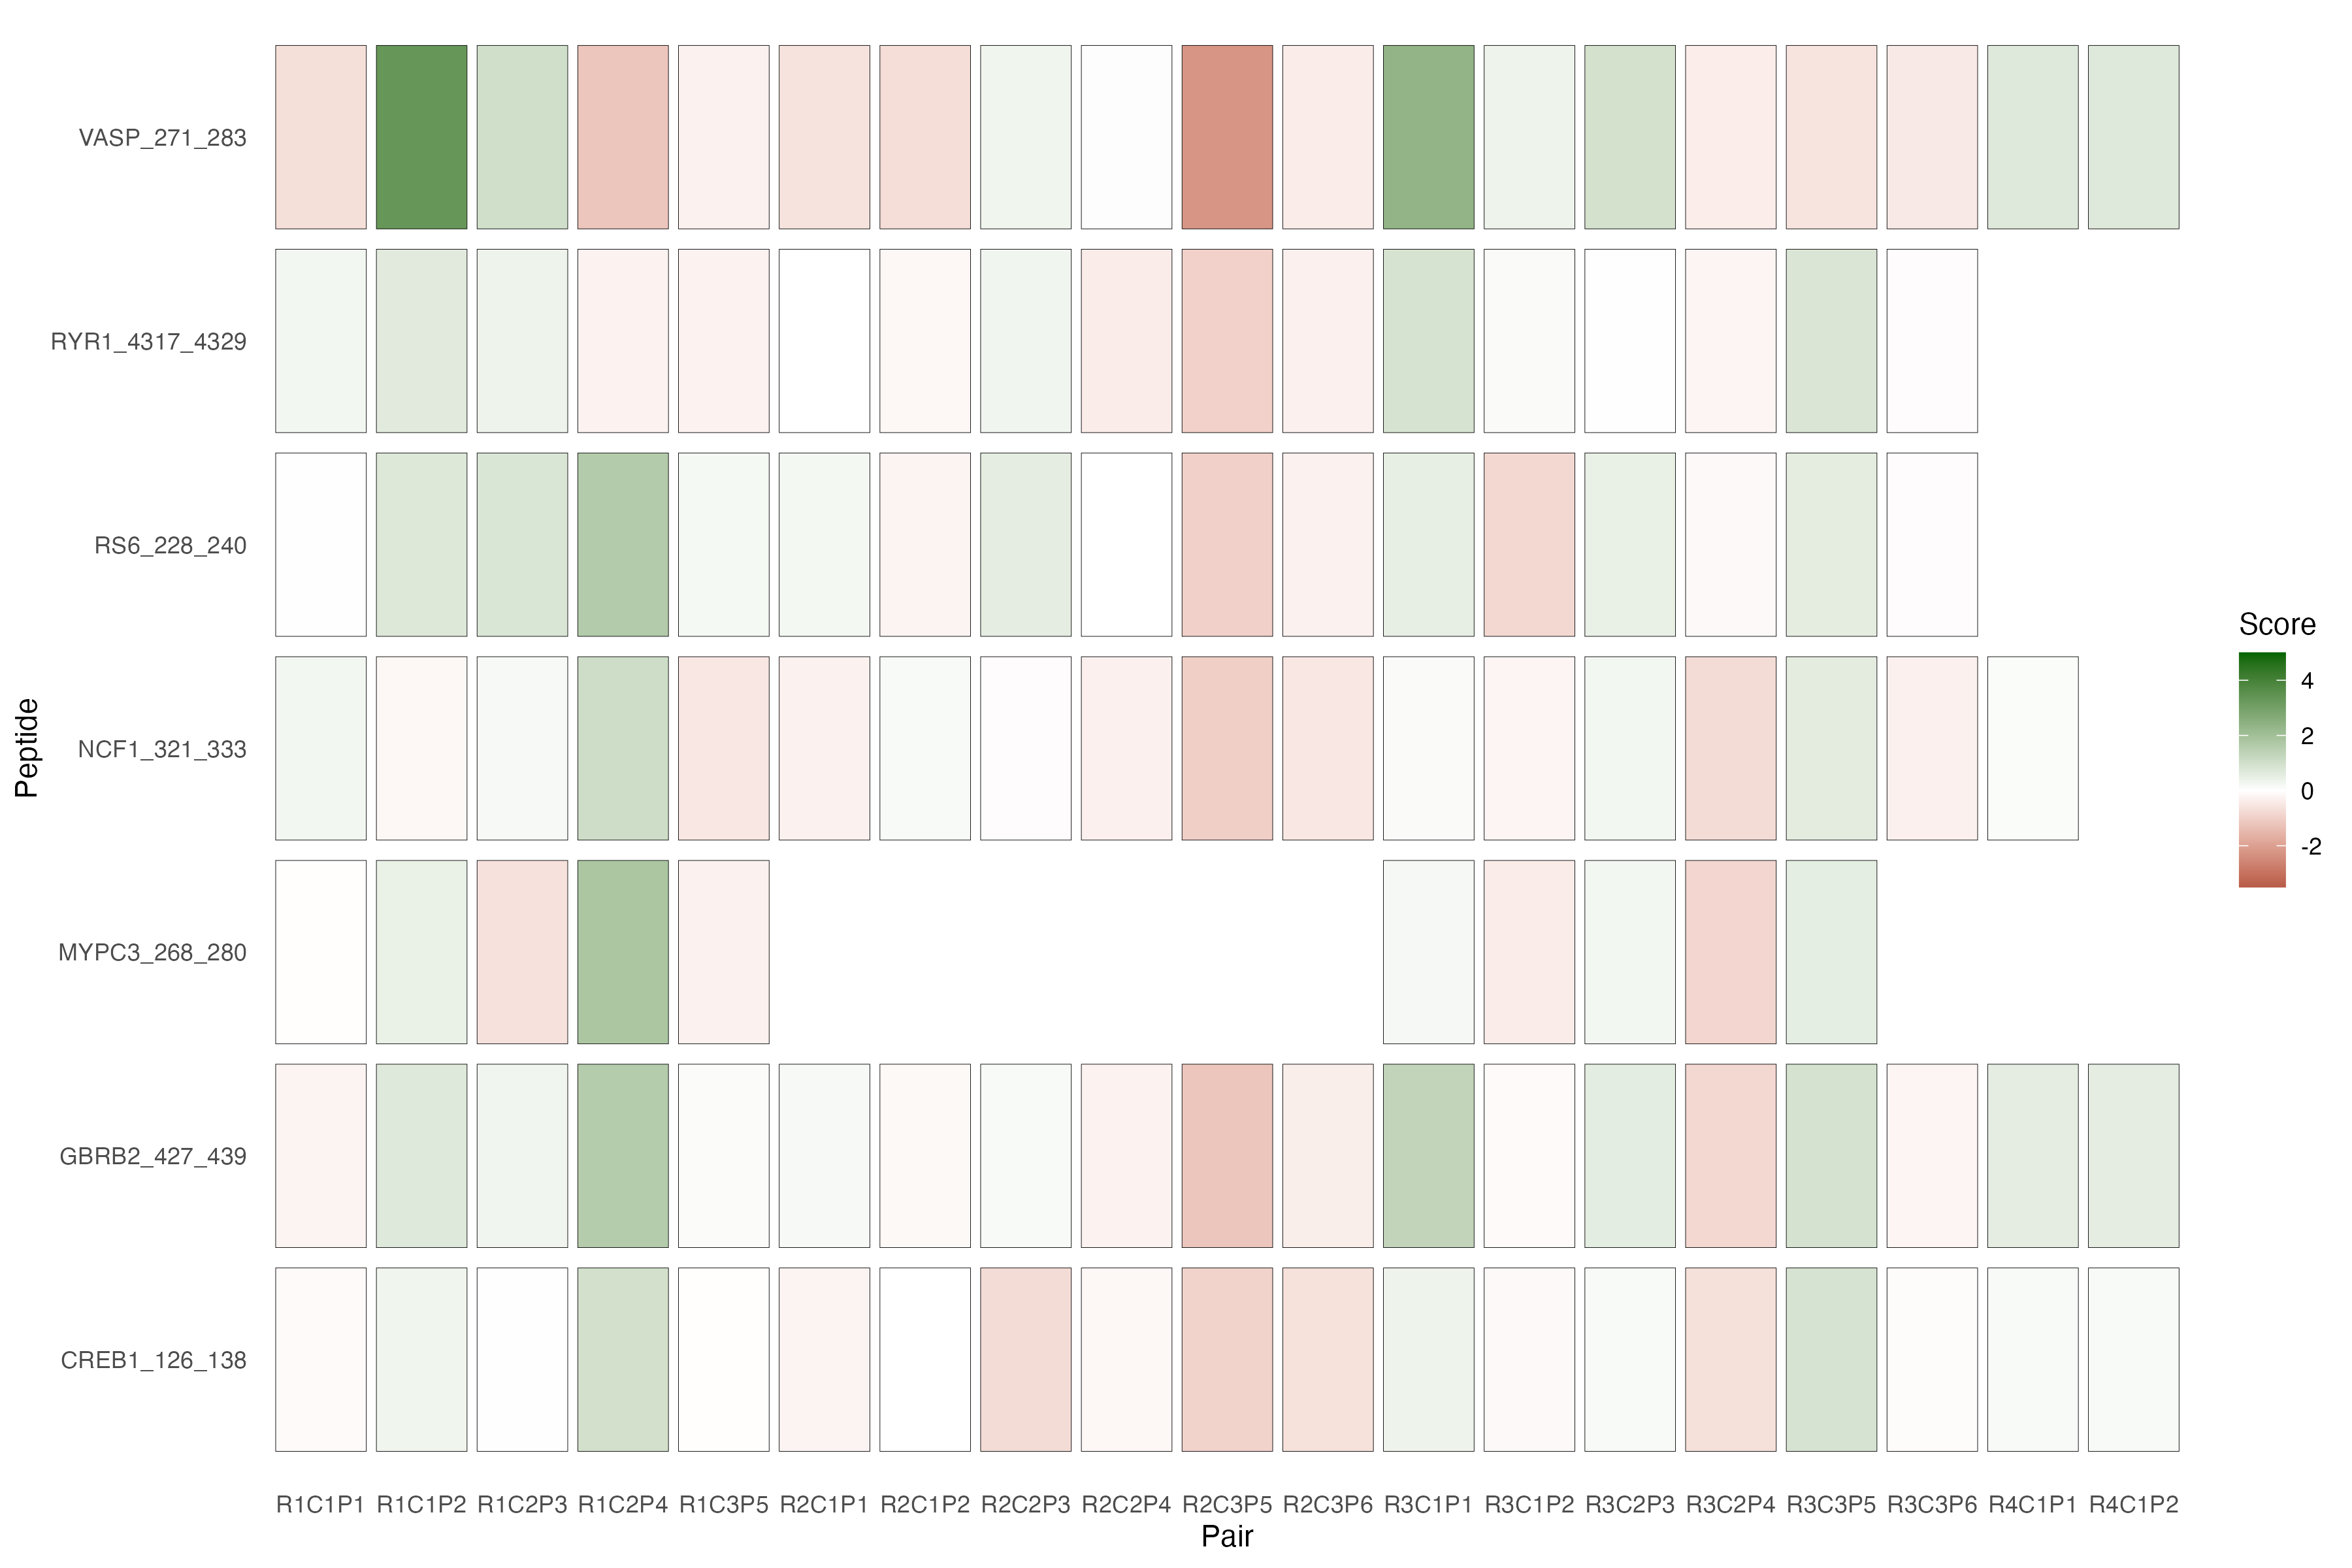 VASP_271_283
RYR1_4317_4329
RS6_228_240
NCF1_321_333
MYPC3_268_280
GBRB2_427_439
CREB1_126_138
Peptide
R1C1P1 R1C1P2 R1C2P3 R1C2P4 R1C3P5 R2C1P1 R2C1P2 R2C2P3 R2C2P4 R2C3P5 R2C3P6 R3C1P1 R3C1P2 R3C2P3 R3C2P4 R3C3P5 R3C3P6 R4C1P1 R4C1P2
Pair
Score
4
2
0
-2